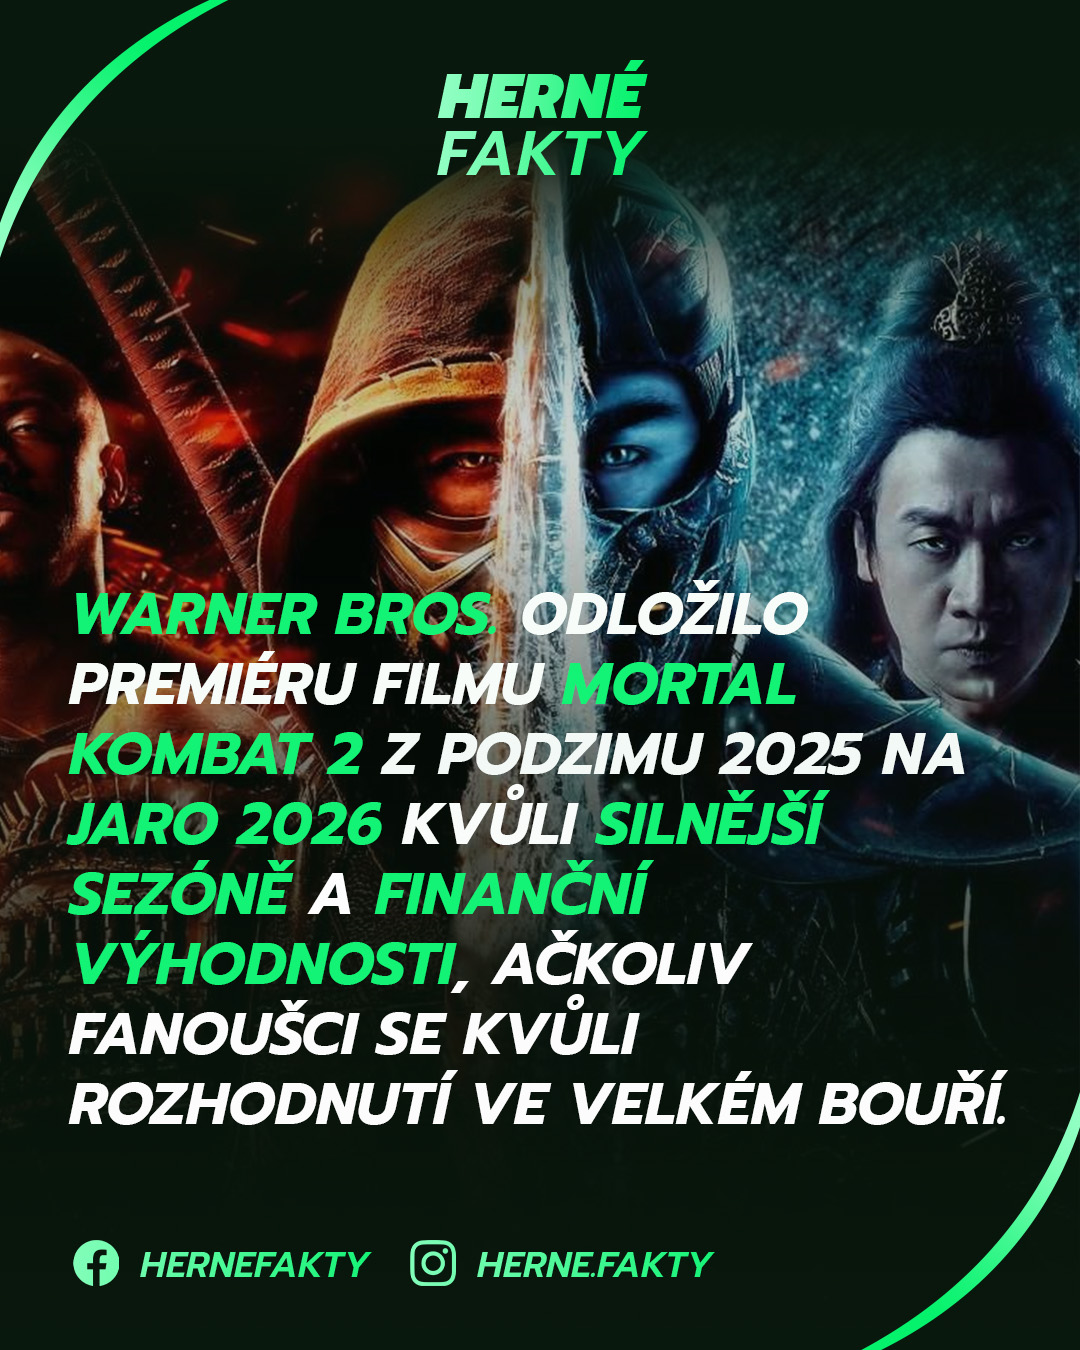 HERNÉ
FAKTY
WARNER BROS. ODLOŽILO
PREMIÉRU FILMU MORTAL
KOMBAT 2 Z PODZIMU 2025 NA
JARO 2026 KVŮLI SILNĚJŠÍ
SEZÓNĚ A FINANČNÍ
VÝHODNOSTI, AČKOLIV
FANOUŠCI SE KVŮLI
ROZHODNUTÍ VE VELKÉM BOUŘÍ.
HERNEFAKTY HERNE.FAKTY